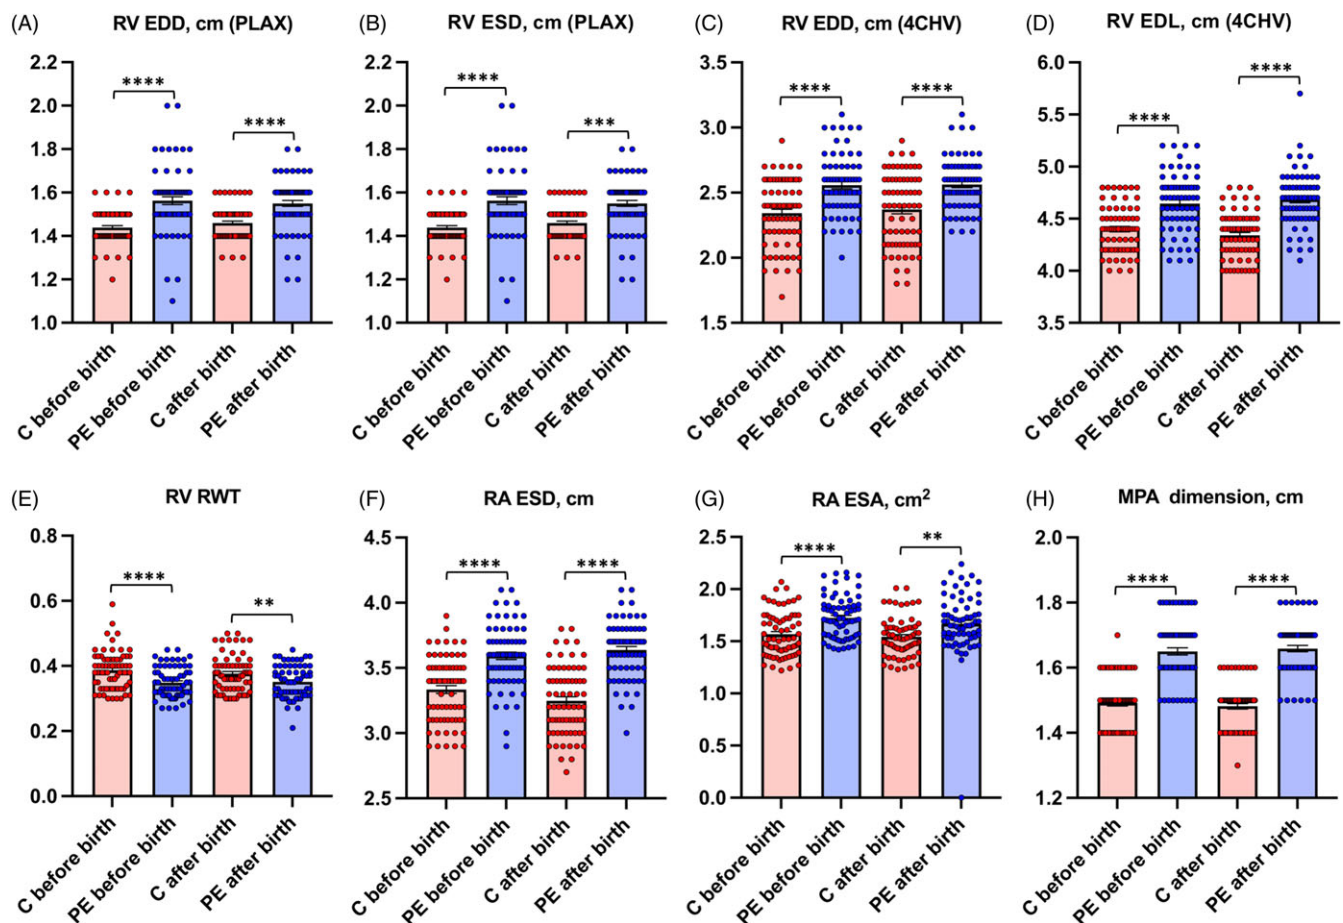 (A) RV EDD, cm (PLAX)
2.2
2.0
1.8
1.6
1.4
1.2
1.0
****
****
C before birth
PE before birth
C after birth
PE after birth
(B) RV ESD, cm (PLAX)
2.2
2.0
1.8
1.6
1.4
1.2
1.0
****
***
C before birth
PE before birth
C after birth
PE after birth
(C) RV EDD, cm (4CHV)
3.5
3.0
2.5
2.0
1.5
****
****
C before birth
PE before birth
C after birth
PE after birth
(D) RV EDL, cm (4CHV)
6.0
5.5
5.0
4.5
4.0
3.5
****
****
C before birth
PE before birth
C after birth
PE after birth
(E) RV RWT
0.8
0.6
0.4
0.2
0.0
****
**
C before birth
PE before birth
C after birth
PE after birth
(F) RA ESD, cm
4.5
4.0
3.5
3.0
2.5
****
****
C before birth
PE before birth
C after birth
PE after birth
(G) RA ESA, cm²
2.5
2.0
1.5
1.0
0.5
0.0
****
**
C before birth
PE before birth
C after birth
PE after birth
(H) MPA dimension, cm
2.0
1.8
1.6
1.4
1.2
****
****
C before birth
PE before birth
C after birth
PE after birth